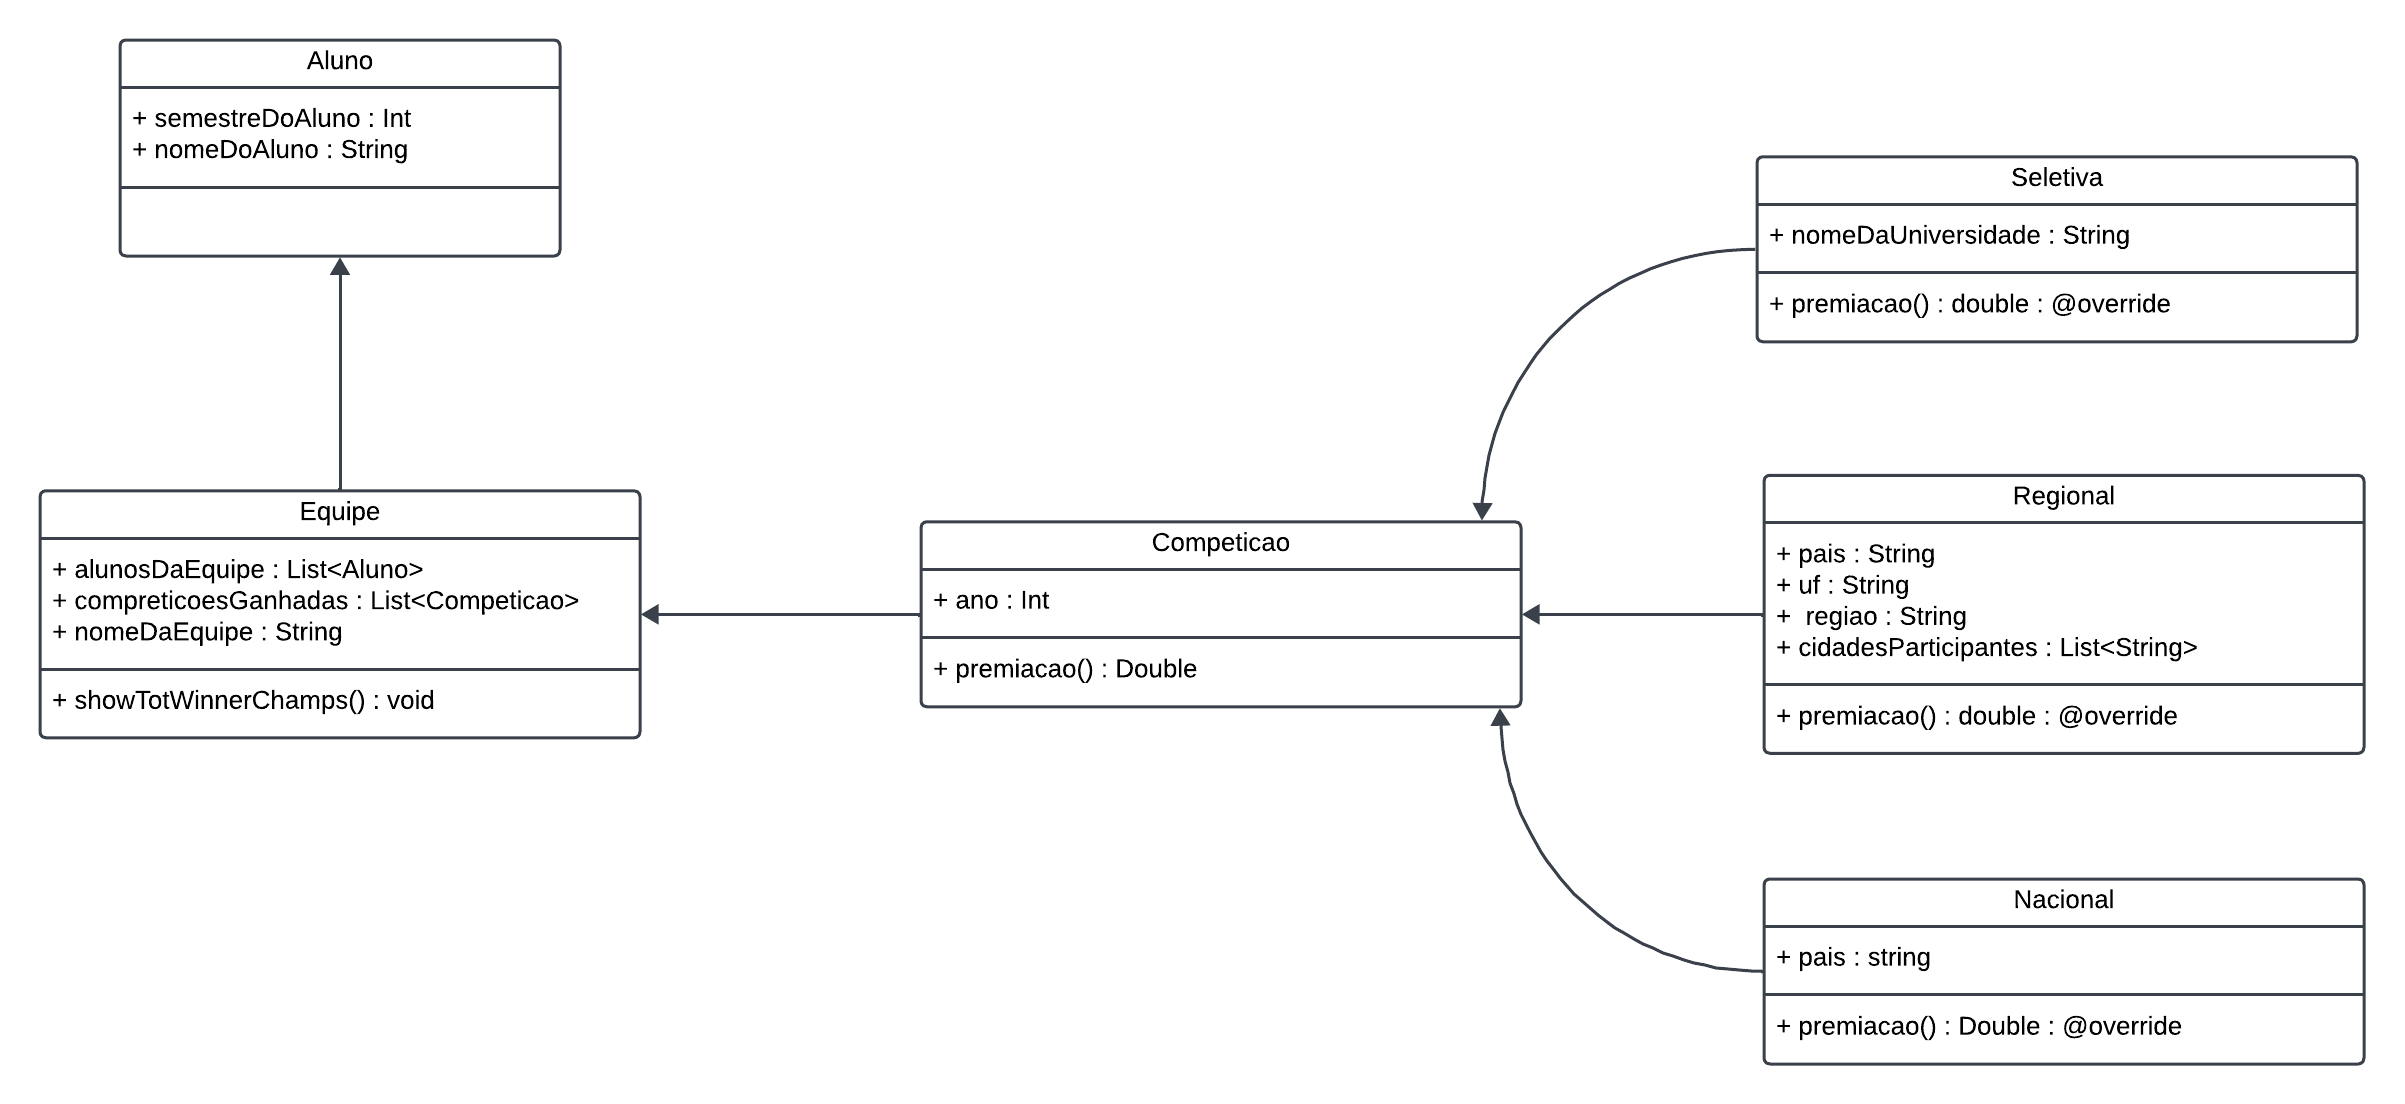 Aluno
+ semestreDoAluno : Int
+ nomeDoAluno : String
Equipe
+ alunosDaEquipe : List<Aluno>
+ compreticoesGanhadas : List<Competicao>
+ nomeDaEquipe : String
+ showTotWinnerChamps() : void
Competicao
+ ano : Int
+ premiacao() : Double
Seletiva
+ nomeDaUniversidade : String
+ premiacao() : double : @override
Regional
+ pais : String
+ uf : String
+  regiao : String
+ cidadesParticipantes : List<String>
+ premiacao() : double : @override
Nacional
+ pais : string
+ premiacao() : Double : @override